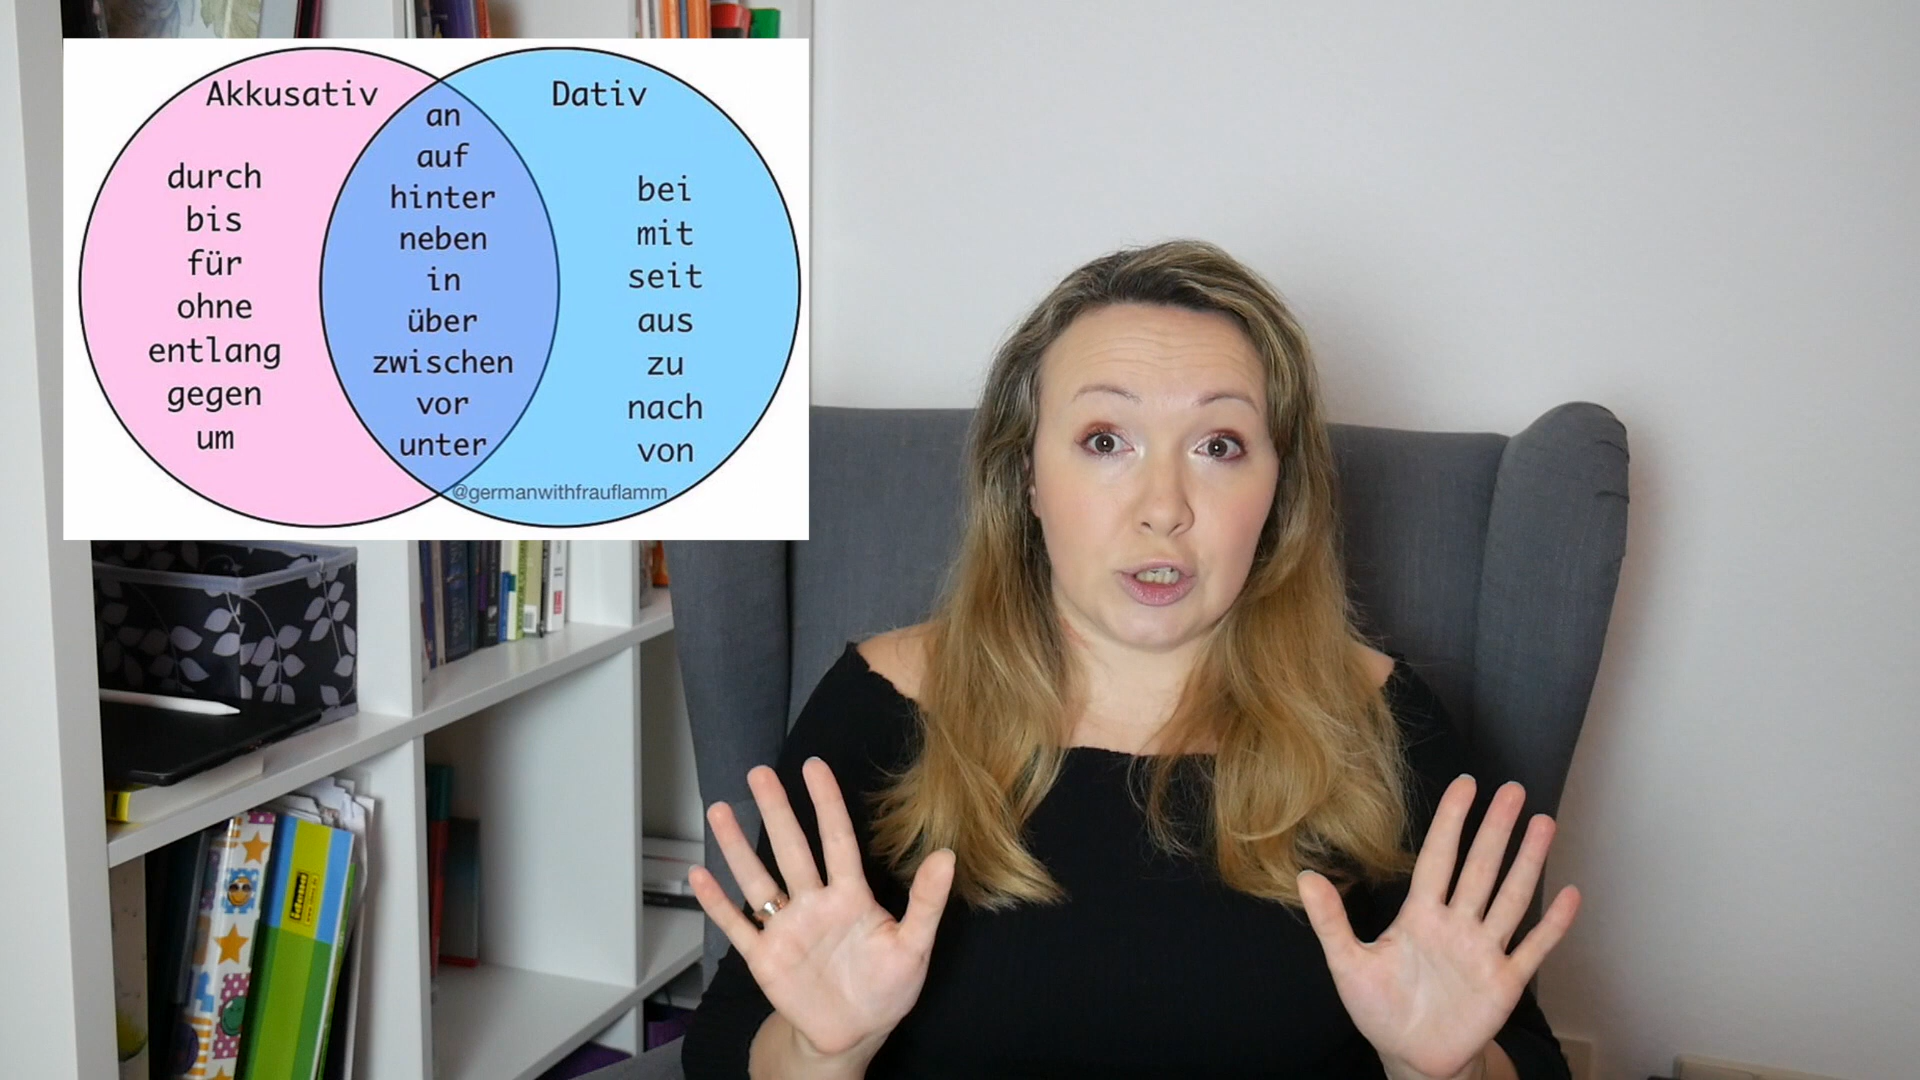 Akkusativ
durch
bis
für
ohne
entlang
gegen
um
an
auf
hinter
neben
in
über
zwischen
vor
unter
Dativ
bei
mit
seit
aus
zu
nach
von
@germanwithfrauflamm
idena